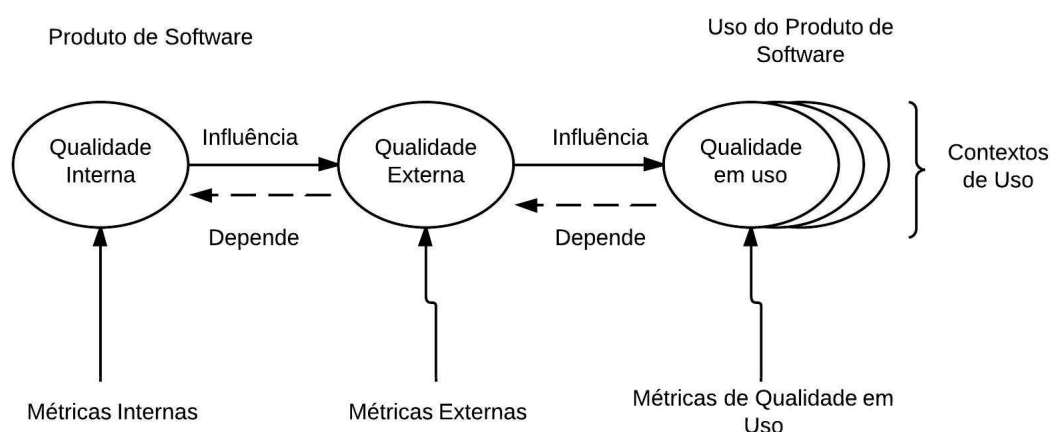 Produto de Software
Uso do Produto de
Software
Qualidade
Interna
Influência
Depende
Qualidade
Externa
Influência
Depende
Qualidade
em uso
Contextos
de Uso
Métricas Internas
Métricas Externas
Métricas de Qualidade em
Uso